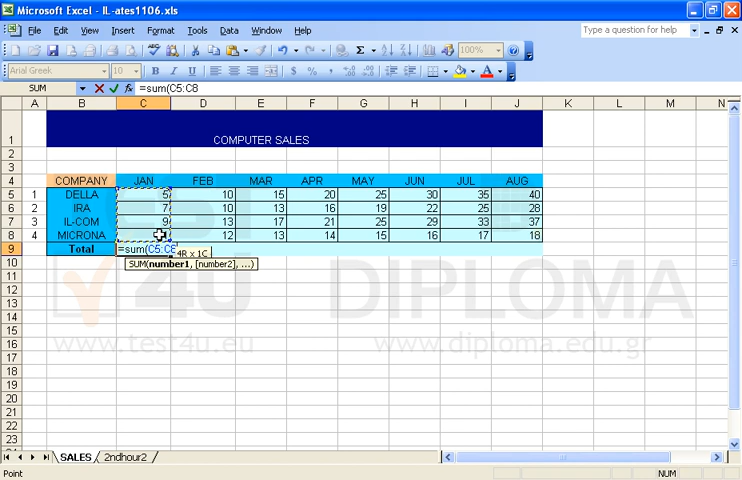 Microsoft Excel - IL-ates1106.xls
File Edit View Insert Format Tools Data Window Help Type a question for help
Σ 100%
Arial Greek 10 B I U $ % , A
SUM fx =sum(C5:C8
A B C D E F G H I J K L M N
1 COMPUTER SALES
2
3
4 COMPANY JAN FEB MAR APR MAY JUN JUL AUG
5 1 DELLA 5 10 15 20 25 30 35 40
6 2 IRA 7 10 13 16 19 22 25 28
7 3 IL-COM 9 13 17 21 25 29 33 37
8 4 MICRONA 12 13 14 15 16 17 18
9 Total =sum(C5:C8 4R x 1C
10 SUM(number1, [number2], ...)
11
12
13
14
15
16
17
18
19
20
21
22
23
TEST4U DIPLOMA
www.test4u.eu www.diploma.edu.gr
SALES 2ndhour2
Point NUM